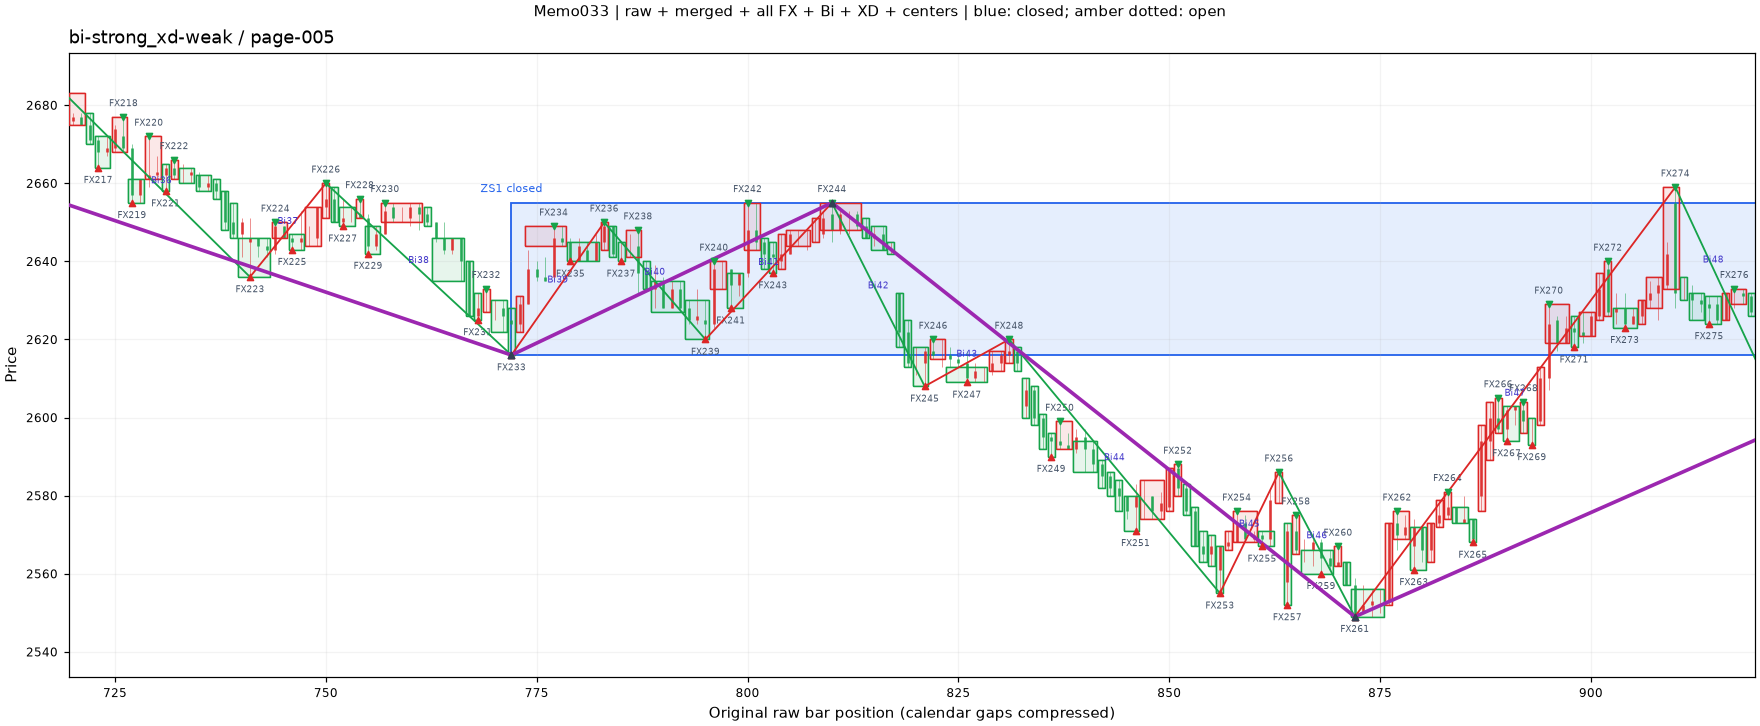 Memo033 | raw + merged + all FX + Bi + XD + centers | blue: closed; amber dotted: open
bi-strong_xd-weak / page-005
Price
2680
2660
2640
2620
2600
2580
2560
2540
FX218
FX220
FX222
FX217
FX219
Bi36
FX221
FX226
FX228
FX230
FX224
Bi37
FX227
FX225
FX229
Bi38
FX223
FX232
FX231
FX233
ZS1 closed
FX234
FX236
FX238
FX235
FX237
Bi39
Bi40
FX242
FX244
FX240
FX243
FX241
FX239
Bi42
FX246
FX248
Bi43
FX245
FX247
FX250
FX249
Bi44
FX252
FX251
FX254
FX256
FX258
Bi45
FX255
Bi46
FX260
FX253
FX259
FX257
FX261
FX262
FX264
FX263
FX265
FX266
Bi47
FX268
FX267
FX269
FX270
FX272
FX271
FX273
FX274
Bi48
FX276
FX275
725
750
775
800
825
850
875
900
Original raw bar position (calendar gaps compressed)